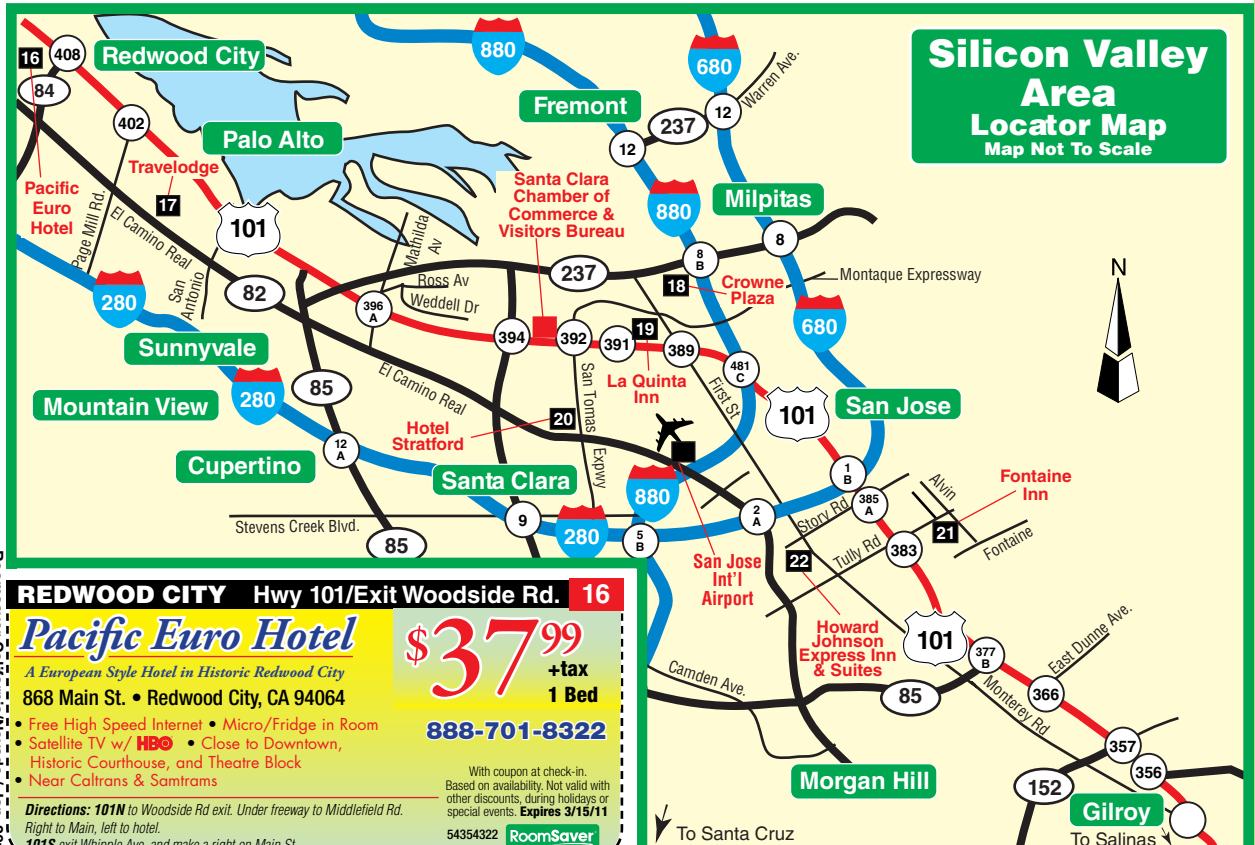 Silicon Valley
Area
Locator Map
Map Not To Scale
880
680
16
408
Redwood City
84
Warren Ave.
Fremont
12
237
12
402
Palo Alto
Travelodge
17
Pacific
Euro
Hotel
Page Mill Rd.
El Camino Real
101
Santa Clara
Chamber of
Commerce &
Visitors Bureau
880
Milpitas
Mathilda
Av
8
8
B
237
Ross Av
Weddell Dr
San
Antonio
82
280
18
Crowne
Plaza
Montaque Expressway
N
680
396
A
394
392
391
19
389
481
C
Sunnyvale
La Quinta
Inn
El Camino Real
San Tomas
Expwy
First St
280
85
Mountain View
101
San Jose
Hotel
Stratford
20
12
A
Cupertino
Santa Clara
880
1
B
385
A
Alvin
Fontaine
Inn
Stevens Creek Blvd.
9
280
5
B
2
A
Story Rd
Tully Rd
383
21
Fontaine
85
San Jose
Int'l
Airport
22
Howard
Johnson
Express Inn
& Suites
101
377
B
East Dunne Ave.
Camden Ave.
85
Monterey Rd
366
357
356
152
Morgan Hill
Gilroy
To Santa Cruz
To Salinas
REDWOOD CITY Hwy 101/Exit Woodside Rd. 16
Pacific Euro Hotel
A European Style Hotel in Historic Redwood City
868 Main St. • Redwood City, CA 94064
• Free High Speed Internet • Micro/Fridge in Room
• Satellite TV w/ HBO • Close to Downtown,
Historic Courthouse, and Theatre Block
• Near Caltrans & Samtrams
Directions: 101N to Woodside Rd exit. Under freeway to Middlefield Rd.
Right to Main, left to hotel.
101S exit Whipple Ave. and make a right on Main St.
$37.99
+tax
1 Bed
888-701-8322
With coupon at check-in.
Based on availability. Not valid with
other discounts, during holidays or
special events. Expires 3/15/11
54354322 RoomSaver